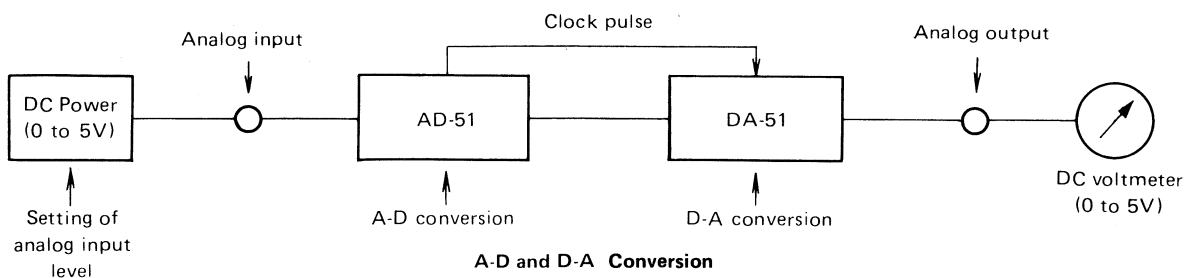 Clock pulse
Analog input
Analog output
DC Power
(0 to 5V)
AD-51
DA-51
DC voltmeter
(0 to 5V)
Setting of
analog input
level
A-D conversion
D-A conversion
A-D and D-A Conversion